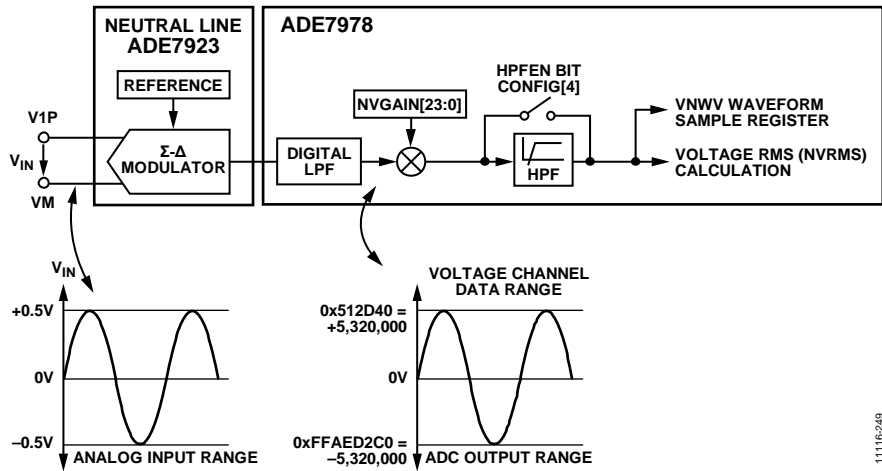 NEUTRAL LINE
ADE7923
ADE7978
REFERENCE
V1P
VIN
VM
Σ-Δ
MODULATOR
DIGITAL
LPF
NVGAIN[23:0]
HPFEN BIT
CONFIG[4]
HPF
VNWV WAVEFORM
SAMPLE REGISTER
VOLTAGE RMS (NVRMS)
CALCULATION
VIN
+0.5V
0V
–0.5V
ANALOG INPUT RANGE
VOLTAGE CHANNEL
DATA RANGE
0x512D40 =
+5,320,000
0V
0xFFAED2C0 =
–5,320,000
ADC OUTPUT RANGE
11116-249